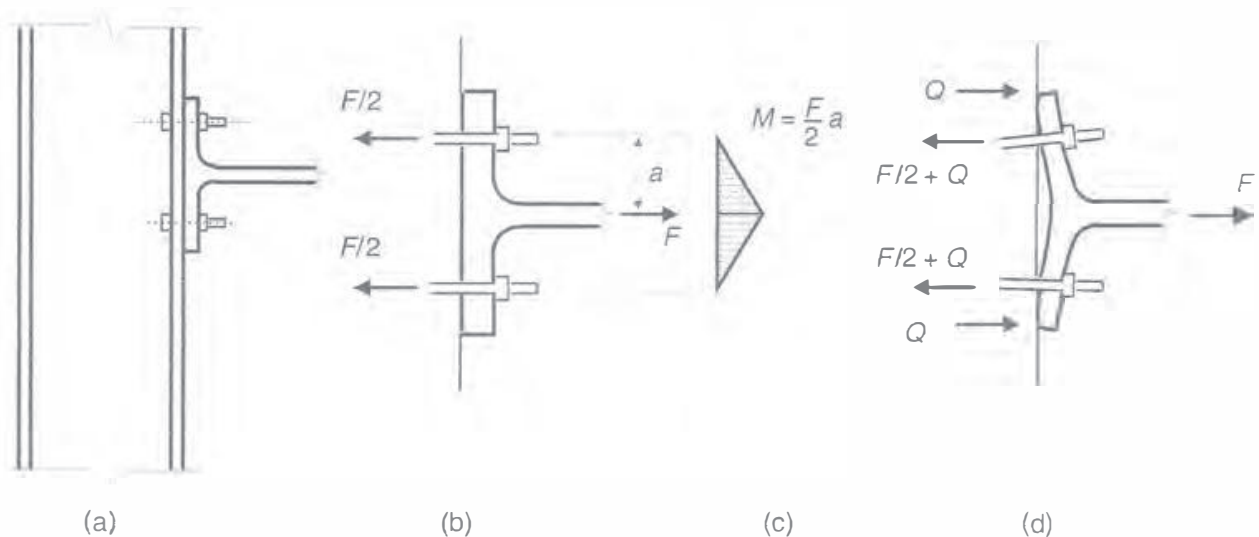 F/2
F/2
a
F
M = F/2 a
Q
F/2 + Q
F/2 + Q
Q
F
(a)
(b)
(c)
(d)